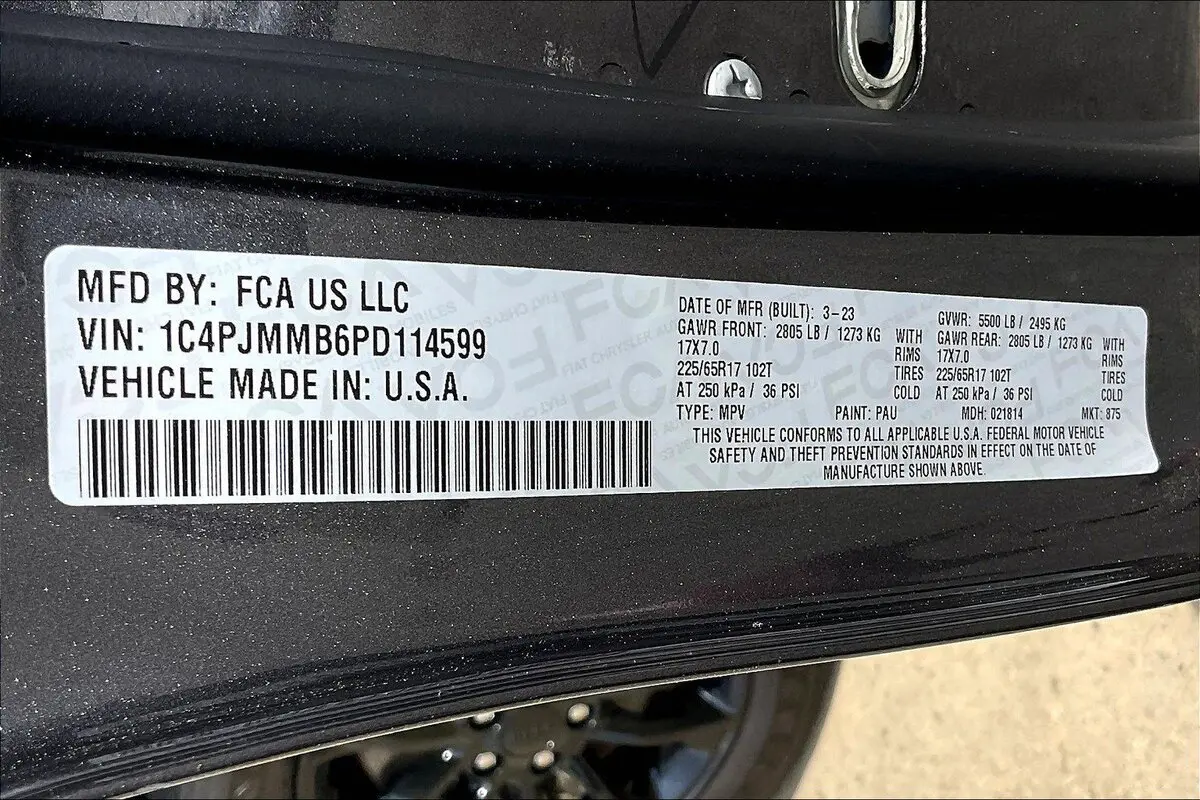 MFD BY: FCA US LLC
VIN: 1C4PJMMB6PD114599
VEHICLE MADE IN: U.S.A.
DATE OF MFR (BUILT): 3-23
GVWR: 5500 LB / 2495 KG
GAWR FRONT: 2805 LB / 1273 KG WITH
GAWR REAR: 2805 LB / 1273 KG WITH
17X7.0 RIMS
17X7.0 RIMS
225/65R17 102T TIRES
225/65R17 102T TIRES
AT 250 kPa / 36 PSI COLD
AT 250 kPa / 36 PSI COLD
TYPE: MPV PAINT: PAU MDH: 021814 MKT: 875
THIS VEHICLE CONFORMS TO ALL APPLICABLE U.S.A. FEDERAL MOTOR VEHICLE
SAFETY AND THEFT PREVENTION STANDARDS IN EFFECT ON THE DATE OF
MANUFACTURE SHOWN ABOVE.